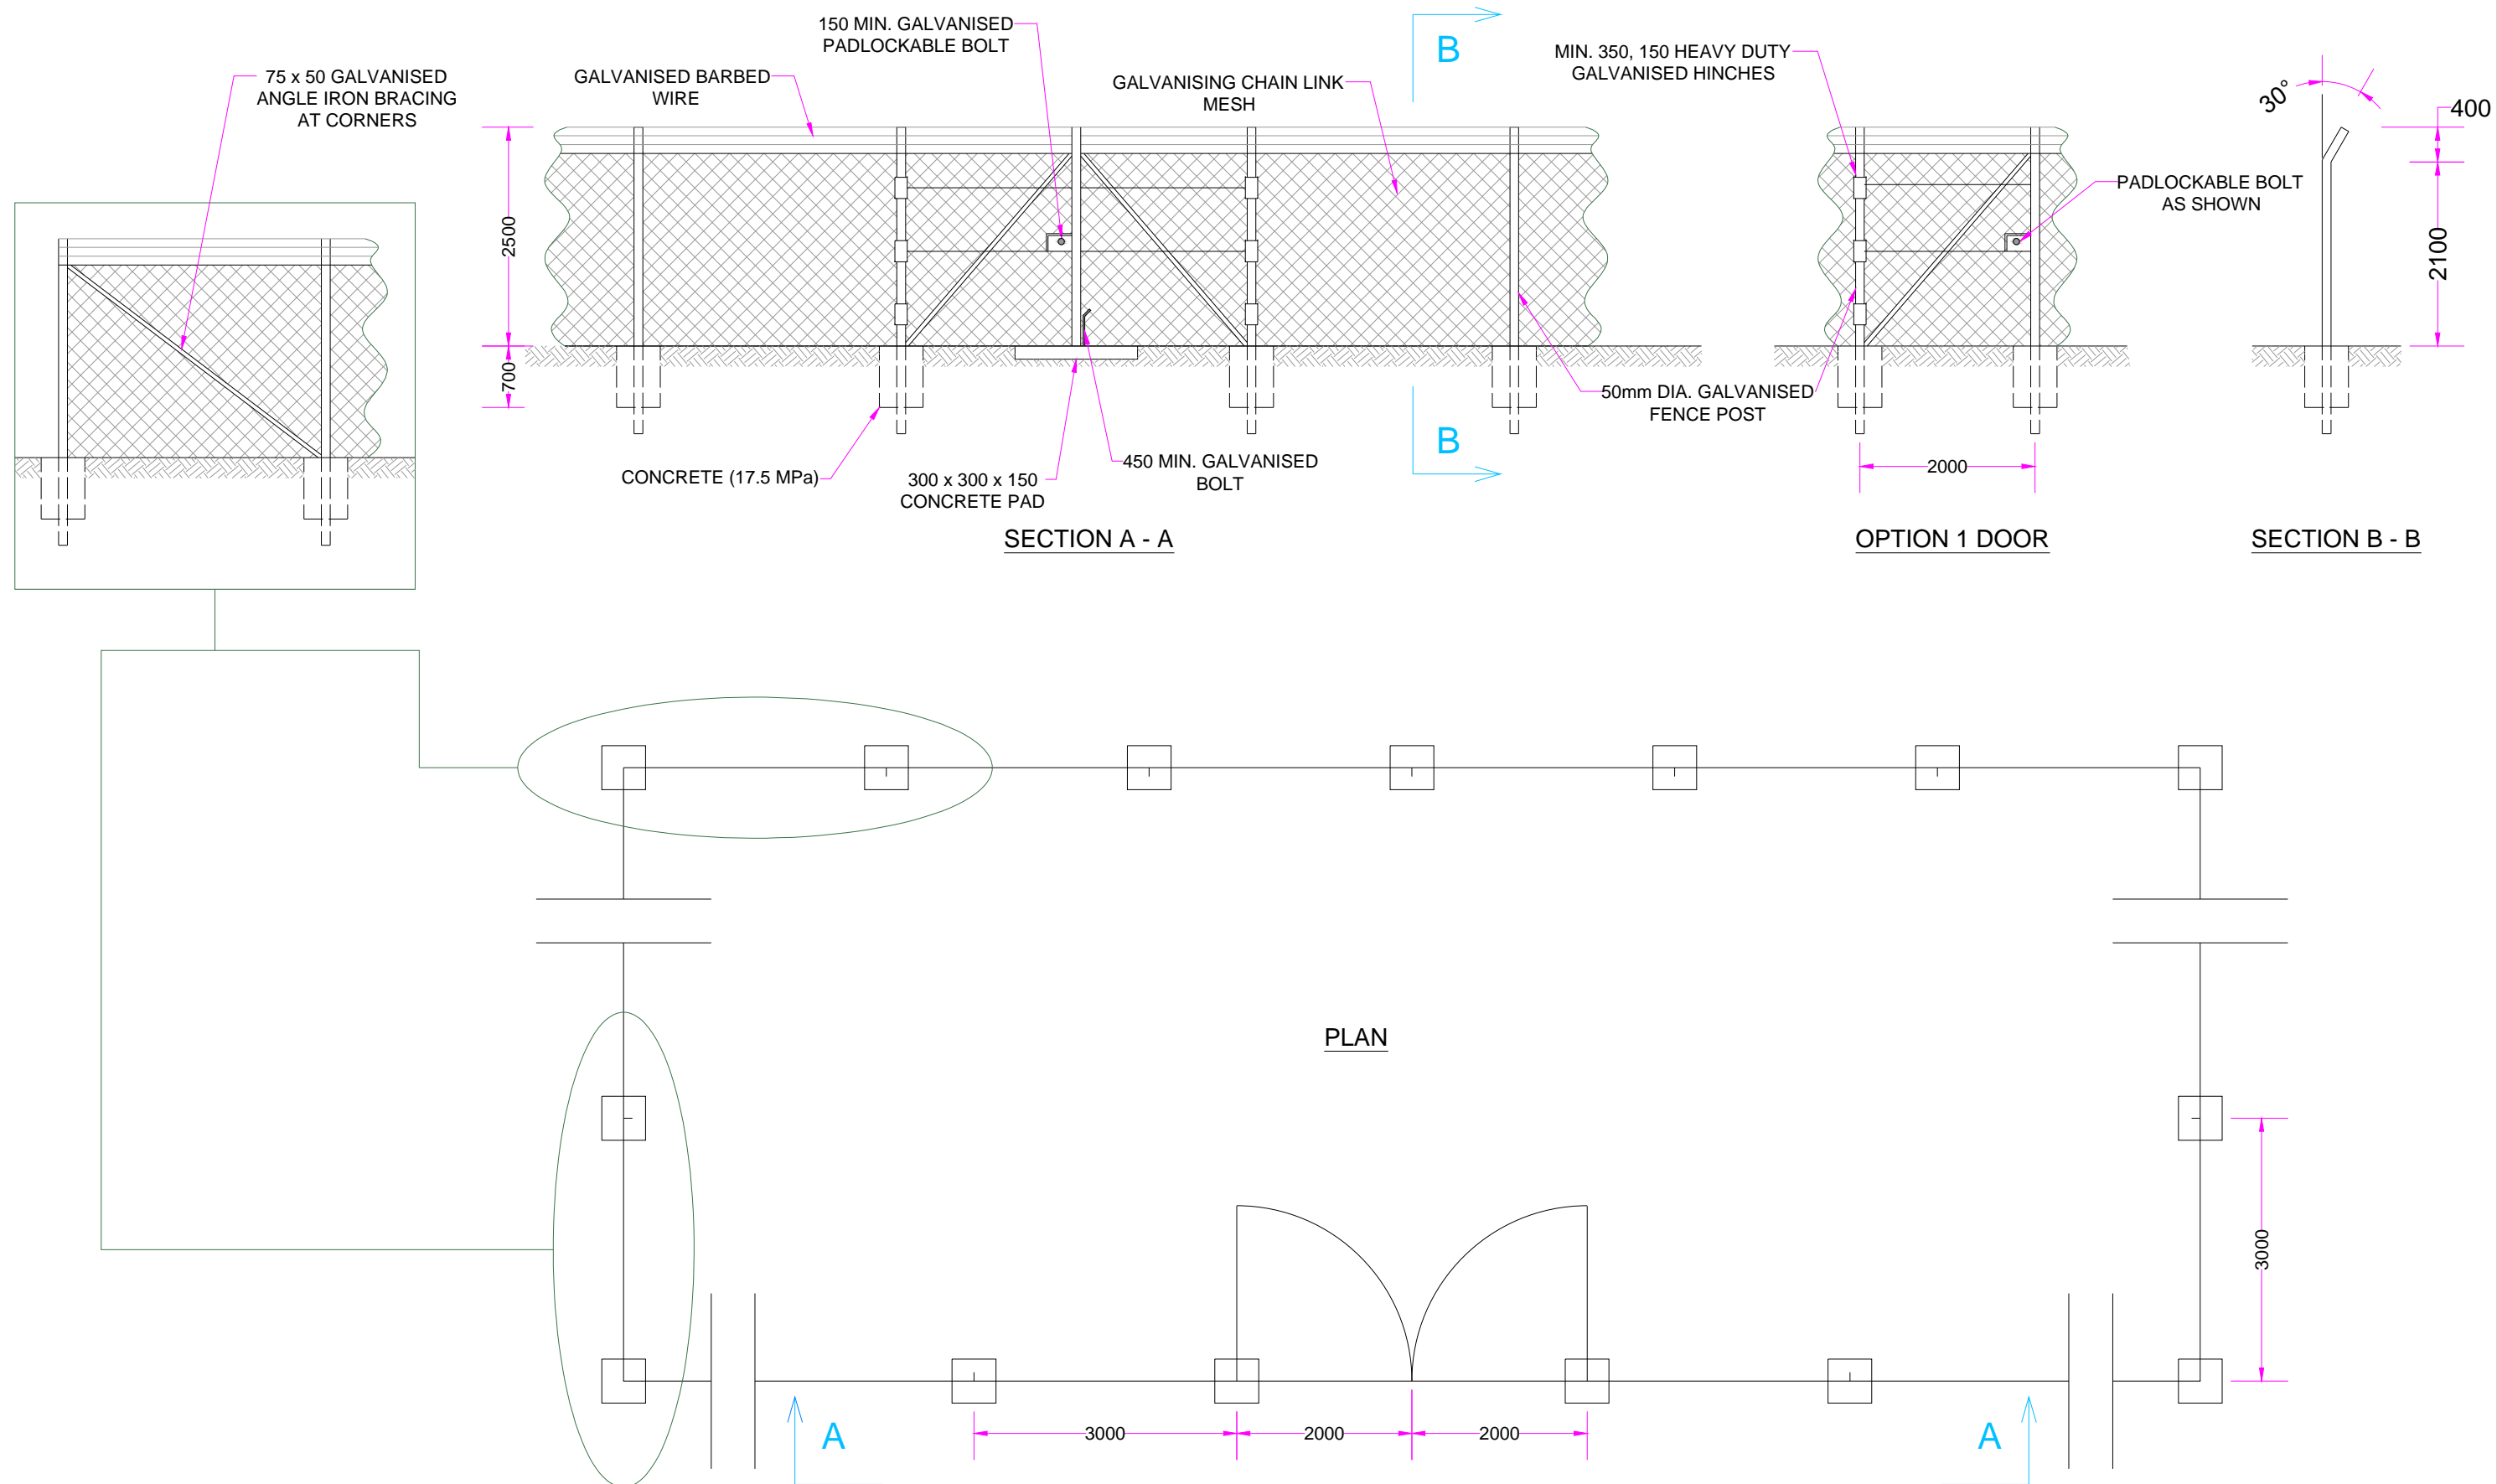 75 x 50 GALVANISED
ANGLE IRON BRACING
AT CORNERS
GALVANISED BARBED
WIRE
150 MIN. GALVANISED
PADLOCKABLE BOLT
GALVANISING CHAIN LINK
MESH
B
MIN. 350, 150 HEAVY DUTY
GALVANISED HINCHES
30°
400
PADLOCKABLE BOLT
AS SHOWN
2500
2100
700
50mm DIA. GALVANISED
FENCE POST
B
CONCRETE (17.5 MPa)
300 x 300 x 150
CONCRETE PAD
450 MIN. GALVANISED
BOLT
2000
SECTION A - A
OPTION 1 DOOR
SECTION B - B
PLAN
3000
3000
2000
2000
A
A